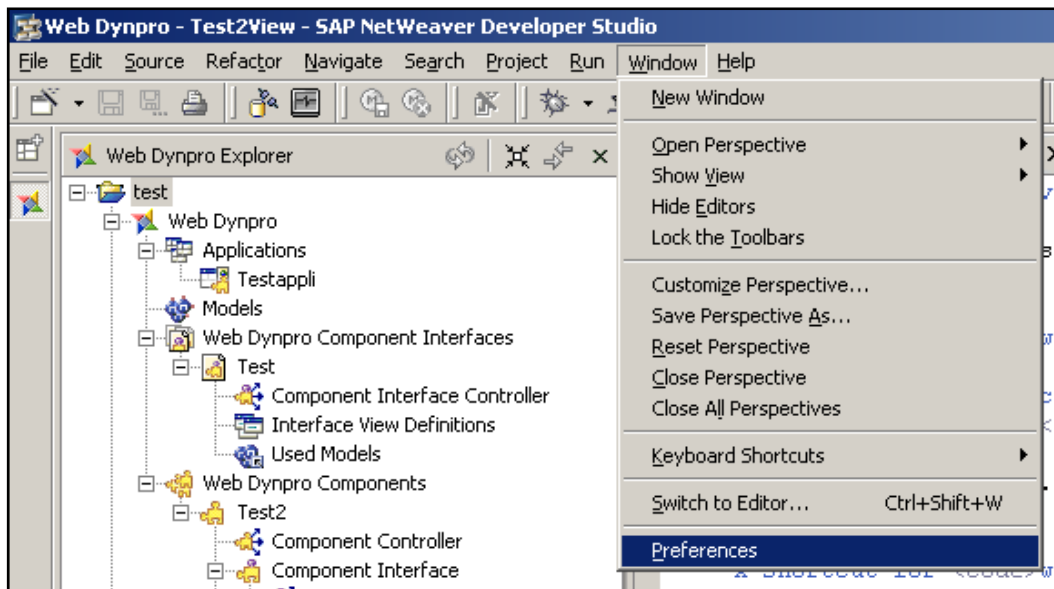 Web Dynpro - Test2View - SAP NetWeaver Developer Studio
File Edit Source Refactor Navigate Search Project Run Window Help
New Window
Open Perspective
Show View
Hide Editors
Lock the Toolbars
Customize Perspective...
Save Perspective As...
Reset Perspective
Close Perspective
Close All Perspectives
Keyboard Shortcuts
Switch to Editor... Ctrl+Shift+W
Preferences
Web Dynpro Explorer
test
Web Dynpro
Applications
Testappli
Models
Web Dynpro Component Interfaces
Test
Component Interface Controller
Interface View Definitions
Used Models
Web Dynpro Components
Test2
Component Controller
Component Interface